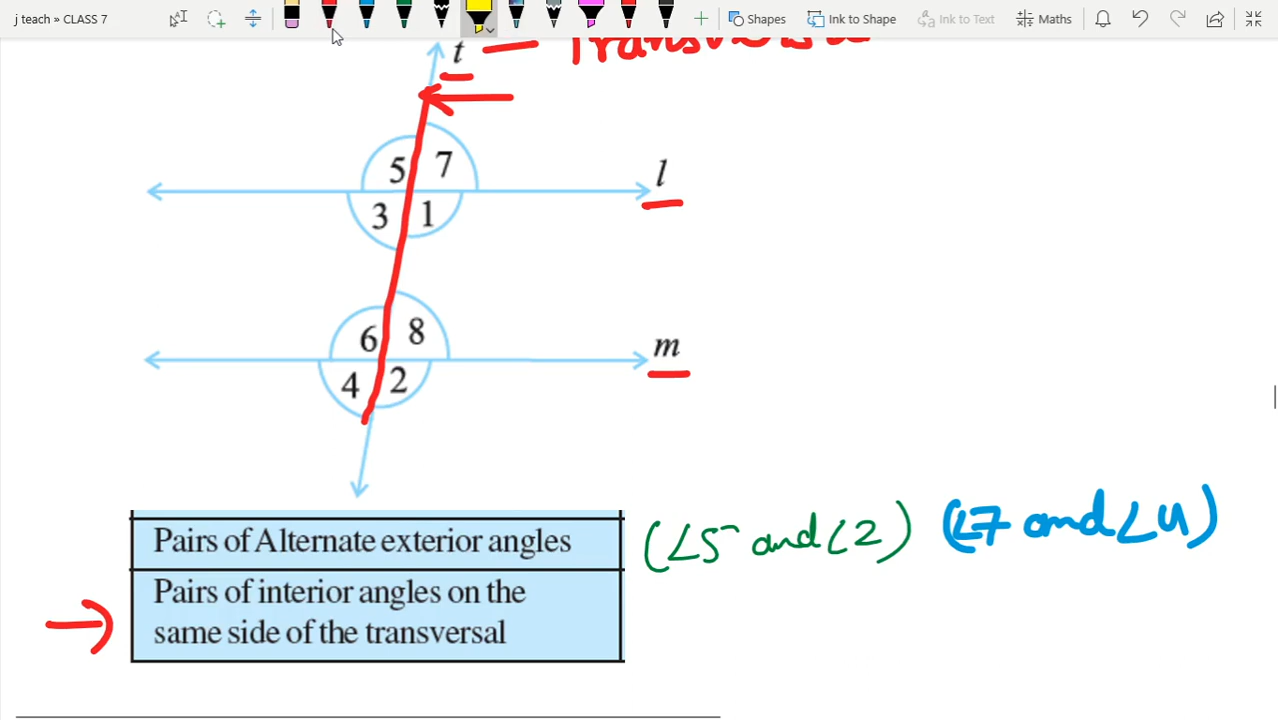 j teach » CLASS 7
Shapes
Ink to Shape
Ink to Text
Maths
t — Transversal
5 7
l
3 1
6 8
m
4 2
Pairs of Alternate exterior angles (∠5 and ∠2) (∠7 and ∠4)
Pairs of interior angles on the
same side of the transversal